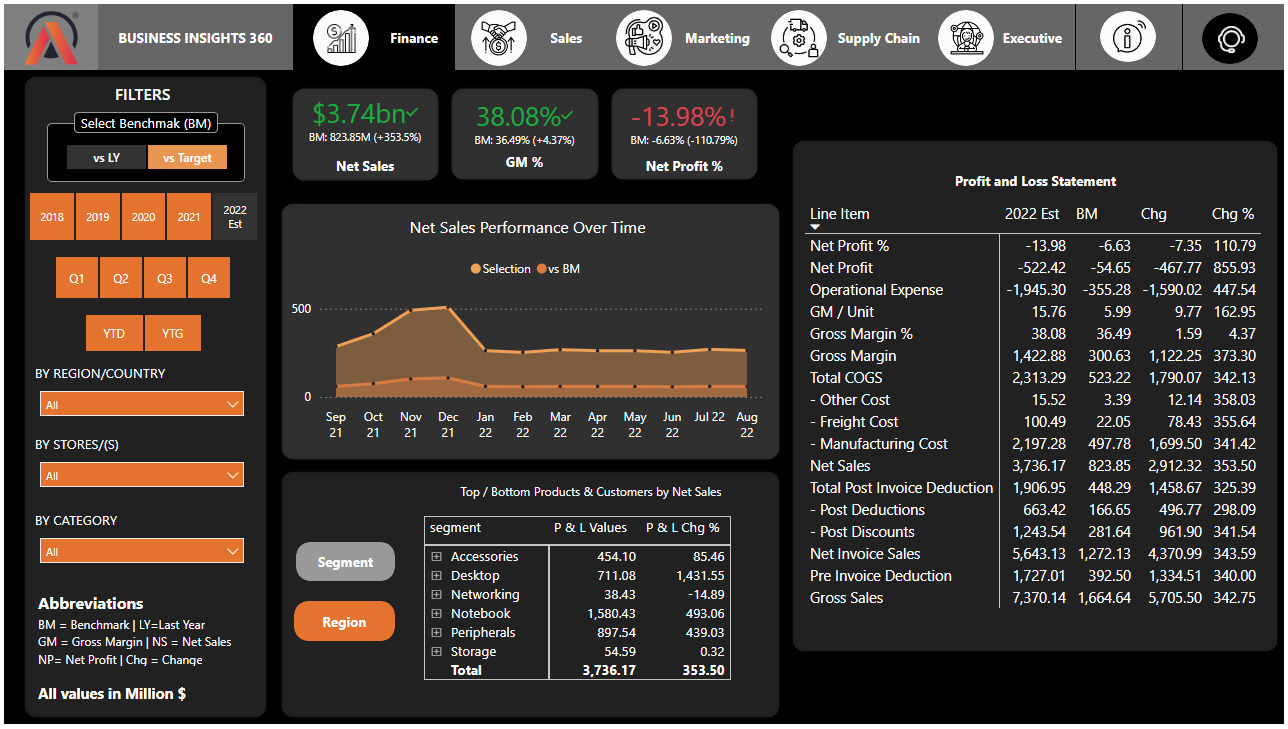 BUSINESS INSIGHTS 360
Finance
Sales
Marketing
Supply Chain
Executive
FILTERS
Select Benchmak (BM)
vs LY
vs Target
2018
2019
2020
2021
2022
Est
Q1
Q2
Q3
Q4
YTD
YTG
BY REGION/COUNTRY
All
BY STORES/(S)
All
BY CATEGORY
All
Abbreviations
BM = Benchmark | LY=Last Year
GM = Gross Margin | NS = Net Sales
NP= Net Profit | Chg = Change
All values in Million $
$3.74bn
BM: 823.85M (+353.5%)
Net Sales
38.08%
BM: 36.49% (+4.37%)
GM %
-13.98%!
BM: -6.63% (-110.79%)
Net Profit %
Net Sales Performance Over Time
Selection vs BM
500
0
Sep 21
Oct 21
Nov 21
Dec 21
Jan 22
Feb 22
Mar 22
Apr 22
May 22
Jun 22
Jul 22
Aug 22
Top / Bottom Products & Customers by Net Sales
Segment
Region
segment P & L Values P & L Chg %
Accessories 454.10 85.46
Desktop 711.08 1,431.55
Networking 38.43 -14.89
Notebook 1,580.43 493.06
Peripherals 897.54 439.03
Storage 54.59 0.32
Total 3,736.17 353.50
Profit and Loss Statement
Line Item 2022 Est BM Chg Chg %
Net Profit % -13.98 -6.63 -7.35 110.79
Net Profit -522.42 -54.65 -467.77 855.93
Operational Expense -1,945.30 -355.28 -1,590.02 447.54
GM / Unit 15.76 5.99 9.77 162.95
Gross Margin % 38.08 36.49 1.59 4.37
Gross Margin 1,422.88 300.63 1,122.25 373.30
Total COGS 2,313.29 523.22 1,790.07 342.13
- Other Cost 15.52 3.39 12.14 358.03
- Freight Cost 100.49 22.05 78.43 355.64
- Manufacturing Cost 2,197.28 497.78 1,699.50 341.42
Net Sales 3,736.17 823.85 2,912.32 353.50
Total Post Invoice Deduction 1,906.95 448.29 1,458.67 325.39
- Post Deductions 663.42 166.65 496.77 298.09
- Post Discounts 1,243.54 281.64 961.90 341.54
Net Invoice Sales 5,643.13 1,272.13 4,370.99 343.59
Pre Invoice Deduction 1,727.01 392.50 1,334.51 340.00
Gross Sales 7,370.14 1,664.64 5,705.50 342.75